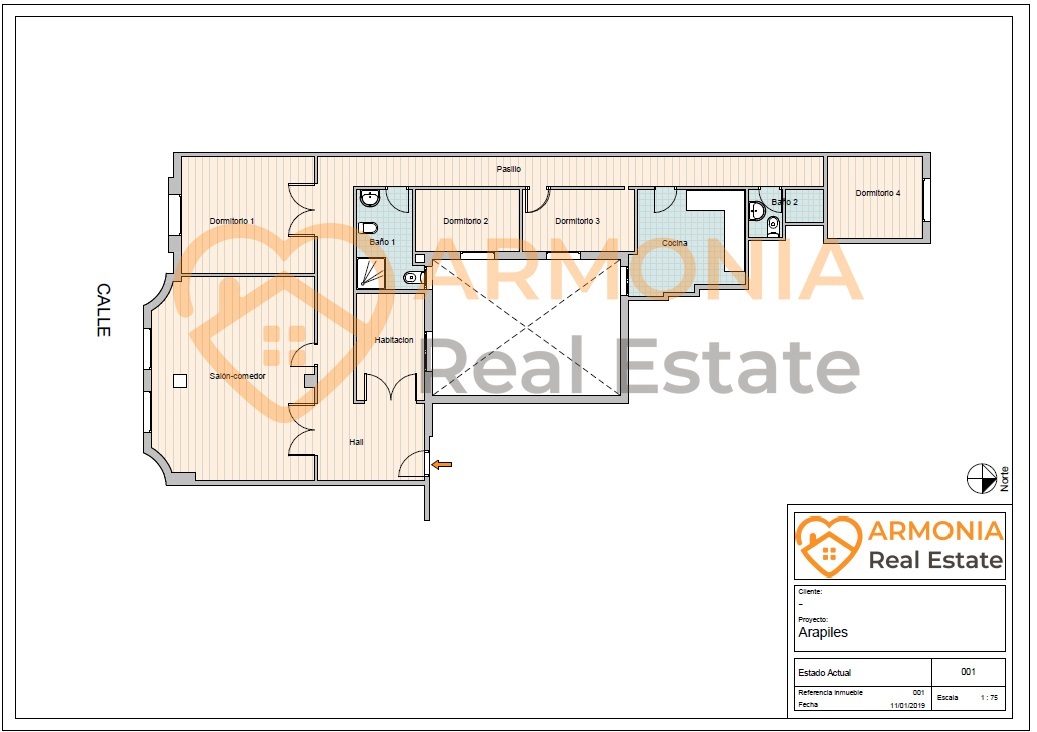 Pasillo
Dormitorio 1
Dormitorio 2
Dormitorio 3
Dormitorio 4
Baño 1
Baño 2
Cocina
CALLE
Habitacion
Salón-comedor
Hall
ARMONIA
Real Estate
Norte
ARMONIA
Real Estate
Cliente:
-
Proyecto:
Arapiles
Estado Actual 001
Referencia inmueble 001
Fecha 11/01/2019
Escala 1 : 75